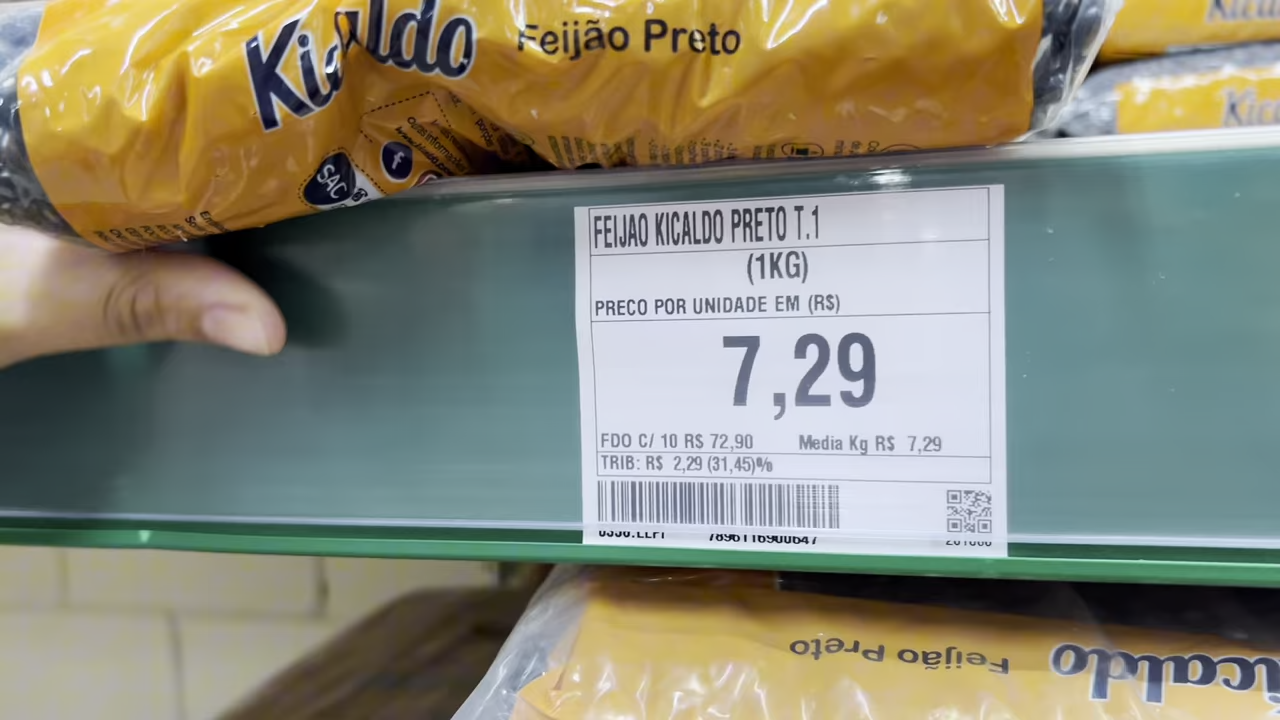 Kicaldo Feijão Preto
SAC
FEIJAO KICALDO PRETO T.1
(1KG)
PRECO POR UNIDADE EM (R$)
7,29
FDO C/ 10 R$ 72,90 Media Kg R$ 7,29
TRIB: R$ 2,29 (31,45)%
7896116900647
Feijão Preto
Kicaldo